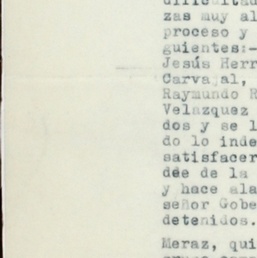 dificultad
zas muy al
proceso y
guientes:-
Jesús Herr
Carvajal,
Raymundo R
Velazquez
dos y se l
do lo inde
satisfacer
dée de la
y hace ala
señor Gobe
detenidos.
Meraz, qui